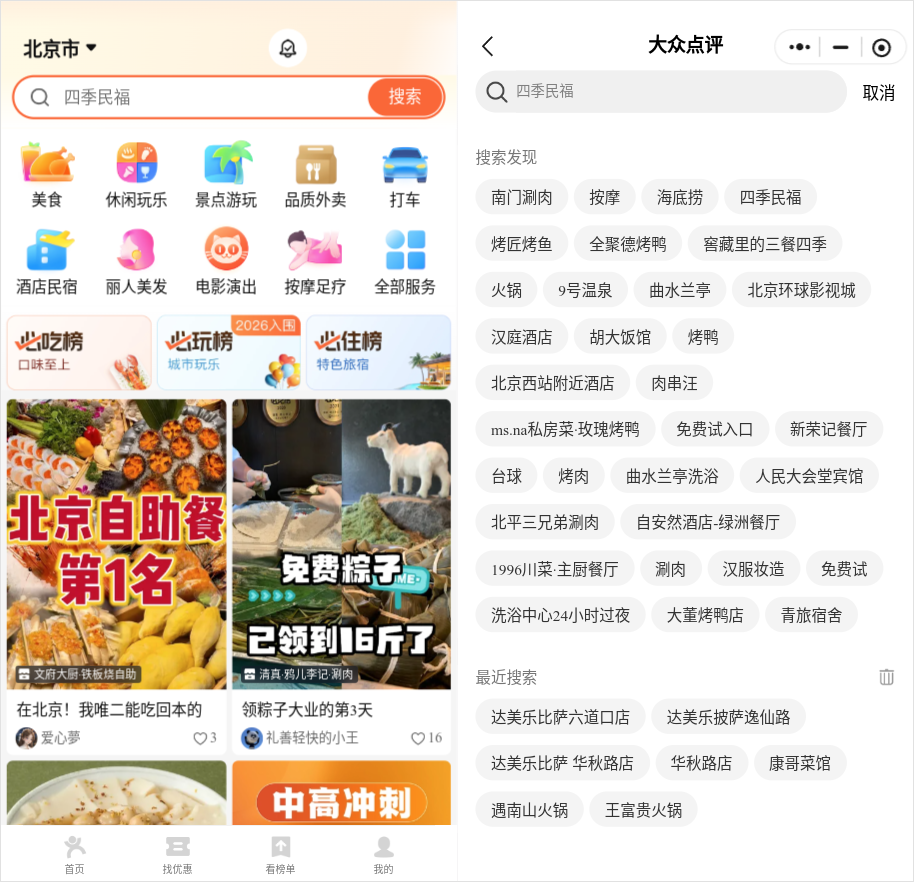 北京市
四季民福
搜索
美食 休闲玩乐 景点游玩 品质外卖 打车
酒店民宿 丽人美发 电影演出 按摩足疗 全部服务
必吃榜
口味至上
必玩榜
2026入围
城市玩乐
必住榜
特色旅宿
北京自助餐
第1名
文府大厨·铁板烧自助
在北京！我唯二能吃回本的
爱心夢 3
免费粽子
TIME·
已领到16斤了
清真·鸦儿李记·涮肉
领粽子大业的第3天
礼善轻快的小王 16
中高冲刺
首页 找优惠 看榜单 我的
大众点评
四季民福
取消
搜索发现
南门涮肉 按摩 海底捞 四季民福
烤匠烤鱼 全聚德烤鸭 窖藏里的三餐四季
火锅 9号温泉 曲水兰亭 北京环球影视城
汉庭酒店 胡大饭馆 烤鸭
北京西站附近酒店 肉串汪
ms.na私房菜·玫瑰烤鸭 免费试入口 新荣记餐厅
台球 烤肉 曲水兰亭洗浴 人民大会堂宾馆
北平三兄弟涮肉 自安然酒店-绿洲餐厅
1996川菜·主厨餐厅 涮肉 汉服妆造 免费试
洗浴中心24小时过夜 大董烤鸭店 青旅宿舍
最近搜索
达美乐比萨六道口店 达美乐披萨逸仙路
达美乐比萨 华秋路店 华秋路店 康哥菜馆
遇南山火锅 王富贵火锅